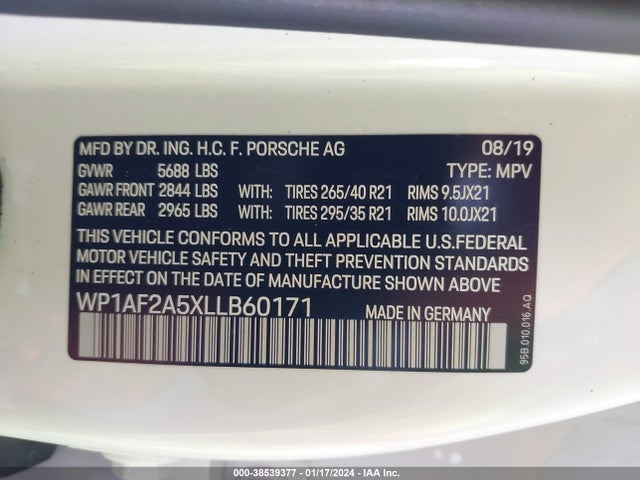 MFD BY DR. ING. H.C. F. PORSCHE AG 08/19
GVWR 5688 LBS TYPE: MPV
GAWR FRONT 2844 LBS WITH: TIRES 265/40 R21 RIMS 9.5JX21
GAWR REAR 2965 LBS WITH: TIRES 295/35 R21 RIMS 10.0JX21
THIS VEHICLE CONFORMS TO ALL APPLICABLE U.S.FEDERAL
MOTOR VEHICLE SAFETY AND THEFT PREVENTION STANDARDS
IN EFFECT ON THE DATE OF MANUFACTURE SHOWN ABOVE.
WP1AF2A5XLLB60171 MADE IN GERMANY
95B.010.016.AQ
000-38539377 - 01/17/2024 - IAA Inc.